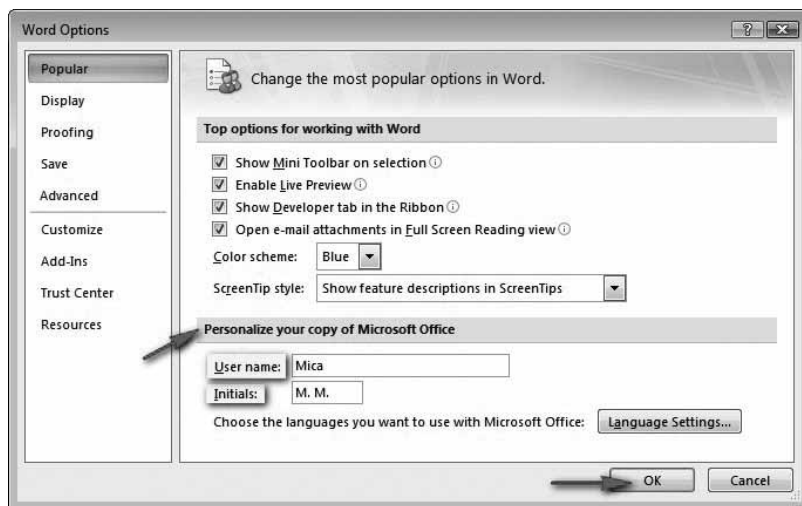 Word Options
Popular
Display
Proofing
Save
Advanced
Customize
Add-Ins
Trust Center
Resources
Change the most popular options in Word.
Top options for working with Word
Show Mini Toolbar on selection
Enable Live Preview
Show Developer tab in the Ribbon
Open e-mail attachments in Full Screen Reading view
Color scheme: Blue
ScreenTip style: Show feature descriptions in ScreenTips
Personalize your copy of Microsoft Office
User name: Mica
Initials: M. M.
Choose the languages you want to use with Microsoft Office: Language Settings...
OK Cancel